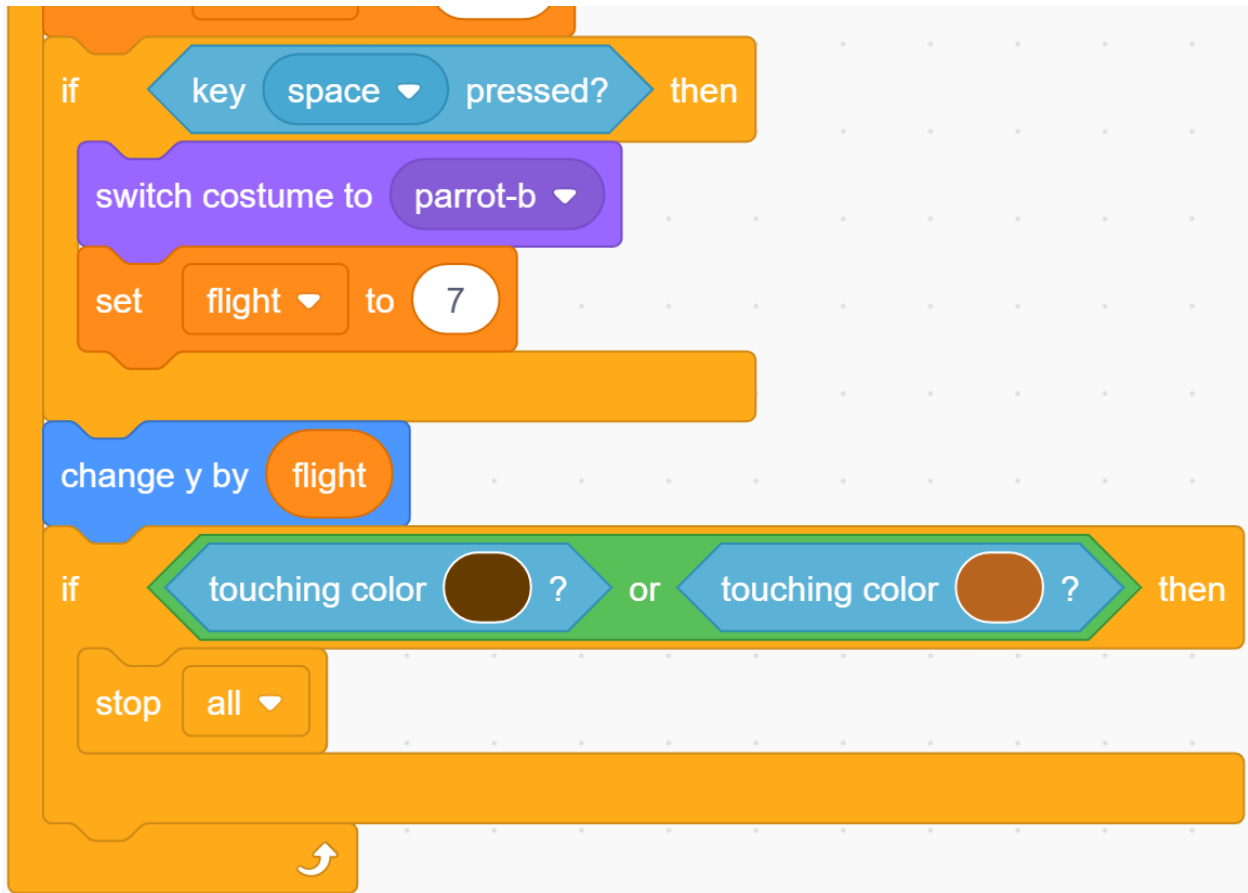 if key space pressed? then
switch costume to parrot-b
set flight to 7
change y by flight
if touching color ? or touching color ? then
stop all